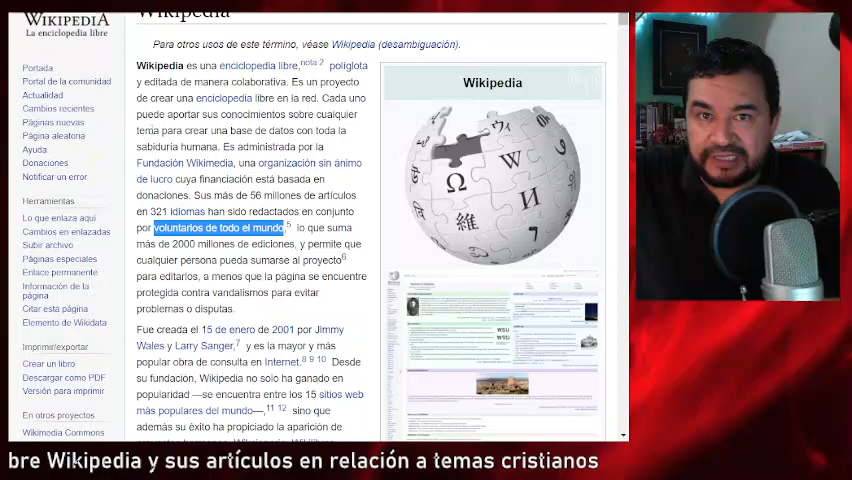 Wikipedia
WIKIPEDIA
La enciclopedia libre
Portada
Portal de la comunidad
Actualidad
Cambios recientes
Páginas nuevas
Página aleatoria
Ayuda
Donaciones
Notificar un error
Herramientas
Lo que enlaza aquí
Cambios en enlazadas
Subir archivo
Páginas especiales
Enlace permanente
Información de la
página
Citar esta página
Elemento de Wikidata
Imprimir/exportar
Crear un libro
Descargar como PDF
Versión para imprimir
En otros proyectos
Wikimedia Commons
Para otros usos de este término, véase Wikipedia (desambiguación).
Wikipedia es una enciclopedia libre,nota 2 políglota
y editada de manera colaborativa. Es un proyecto
de crear una enciclopedia libre en la red. Cada uno
puede aportar sus conocimientos sobre cualquier
tema para crear una base de datos con toda la
sabiduría humana. Es administrada por la
Fundación Wikimedia, una organización sin ánimo
de lucro cuya financiación está basada en
donaciones. Sus más de 56 millones de artículos
en 321 idiomas han sido redactados en conjunto
por voluntarios de todo el mundo,5 lo que suma
más de 2000 millones de ediciones, y permite que
cualquier persona pueda sumarse al proyecto6
para editarlos, a menos que la página se encuentre
protegida contra vandalismos para evitar
problemas o disputas.
Fue creada el 15 de enero de 2001 por Jimmy
Wales y Larry Sanger,7 y es la mayor y más
popular obra de consulta en Internet.8 9 10 Desde
su fundación, Wikipedia no solo ha ganado en
popularidad —se encuentra entre los 15 sitios web
más populares del mundo—,11 12 sino que
además su éxito ha propiciado la aparición de
Wikipedia
Ω
W
И
維
ウィ
bre Wikipedia y sus artículos en relación a temas cristianos